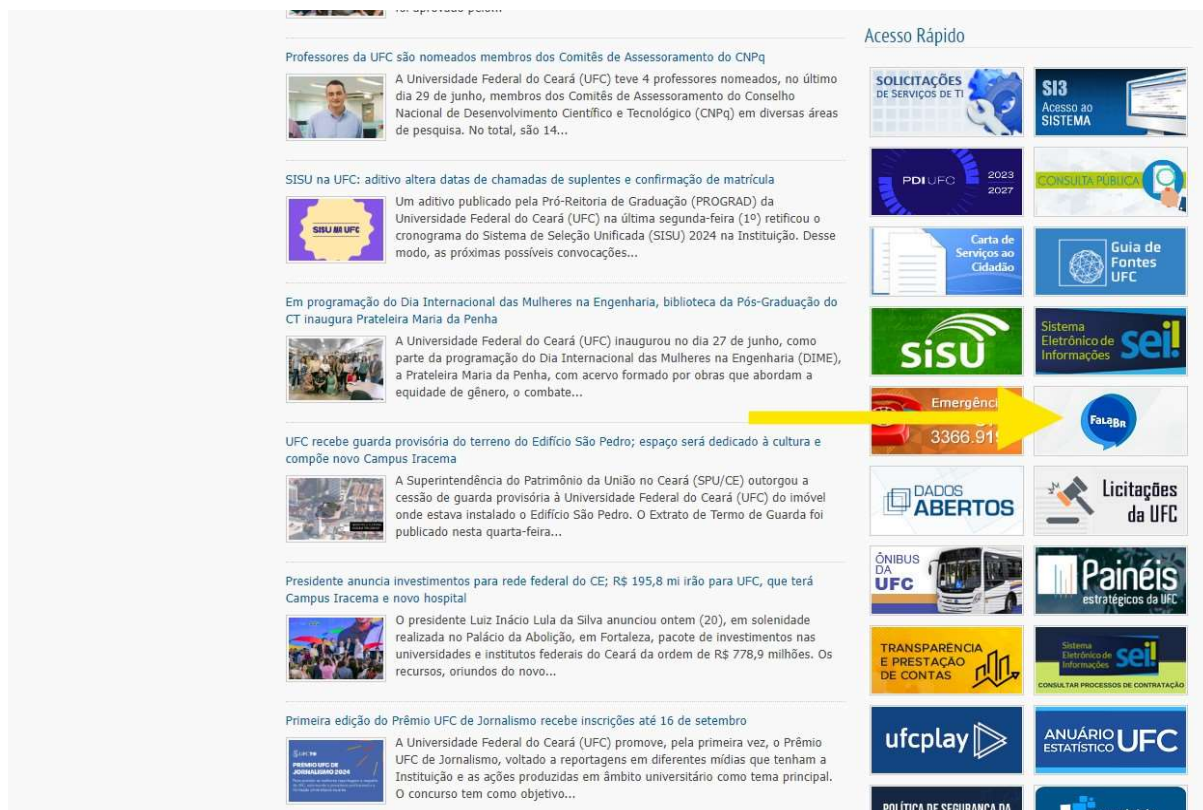 Professores da UFC são nomeados membros dos Comitês de Assessoramento do CNPq
A Universidade Federal do Ceará (UFC) teve 4 professores nomeados, no último
dia 29 de junho, membros dos Comitês de Assessoramento do Conselho
Nacional de Desenvolvimento Científico e Tecnológico (CNPq) em diversas áreas
de pesquisa. No total, são 14...
SISU na UFC: aditivo altera datas de chamadas de suplentes e confirmação de matrícula
SISU NA UFC
Um aditivo publicado pela Pró-Reitoria de Graduação (PROGRAD) da
Universidade Federal do Ceará (UFC) na última segunda-feira (1º) retificou o
cronograma do Sistema de Seleção Unificada (SISU) 2024 na Instituição. Desse
modo, as próximas possíveis convocações...
Em programação do Dia Internacional das Mulheres na Engenharia, biblioteca da Pós-Graduação do
CT inaugura Prateleira Maria da Penha
A Universidade Federal do Ceará (UFC) inaugurou no dia 27 de junho, como
parte da programação do Dia Internacional das Mulheres na Engenharia (DIME),
a Prateleira Maria da Penha, com acervo formado por obras que abordam a
equidade de gênero, o combate...
UFC recebe guarda provisória do terreno do Edifício São Pedro; espaço será dedicado à cultura e
compõe novo Campus Iracema
A Superintendência do Patrimônio da União no Ceará (SPU/CE) outorgou a
cessão de guarda provisória à Universidade Federal do Ceará (UFC) do imóvel
onde estava instalado o Edifício São Pedro. O Extrato de Termo de Guarda foi
publicado nesta quarta-feira...
Presidente anuncia investimentos para rede federal do CE; R$ 195,8 mi irão para UFC, que terá
Campus Iracema e novo hospital
O presidente Luiz Inácio Lula da Silva anunciou ontem (20), em solenidade
realizada no Palácio da Abolição, em Fortaleza, pacote de investimentos nas
universidades e institutos federais do Ceará da ordem de R$ 778,9 milhões. Os
recursos, oriundos do novo...
Primeira edição do Prêmio UFC de Jornalismo recebe inscrições até 16 de setembro
PRÊMIO UFC DE
JORNALISMO 2024
A Universidade Federal do Ceará (UFC) promove, pela primeira vez, o Prêmio
UFC de Jornalismo, voltado a reportagens em diferentes mídias que tenham a
Instituição e as ações produzidas em âmbito universitário como tema principal.
O concurso tem como objetivo...
Acesso Rápido
SOLICITAÇÕES
DE SERVIÇOS DE TI
SI3
Acesso ao
SISTEMA
PDI UFC 2023
2027
CONSULTA PÚBLICA
Carta de
Serviços ao
Cidadão
Guia de
Fontes
UFC
SiSU
Sistema
Eletrônico de
Informações sei!
Emergênci
3366.919
FALABR
DADOS
ABERTOS
Licitações
da UFC
ÔNIBUS
DA
UFC
Painéis
estratégicos da UFC
TRANSPARÊNCIA
E PRESTAÇÃO
DE CONTAS
Sistema
Eletrônico de
Informações sei!
CONSULTAR PROCESSOS DE CONTRATAÇÃO
ufcplay
ANUÁRIO
ESTATÍSTICO UFC
POLÍTICA DE SEGURANÇA DA